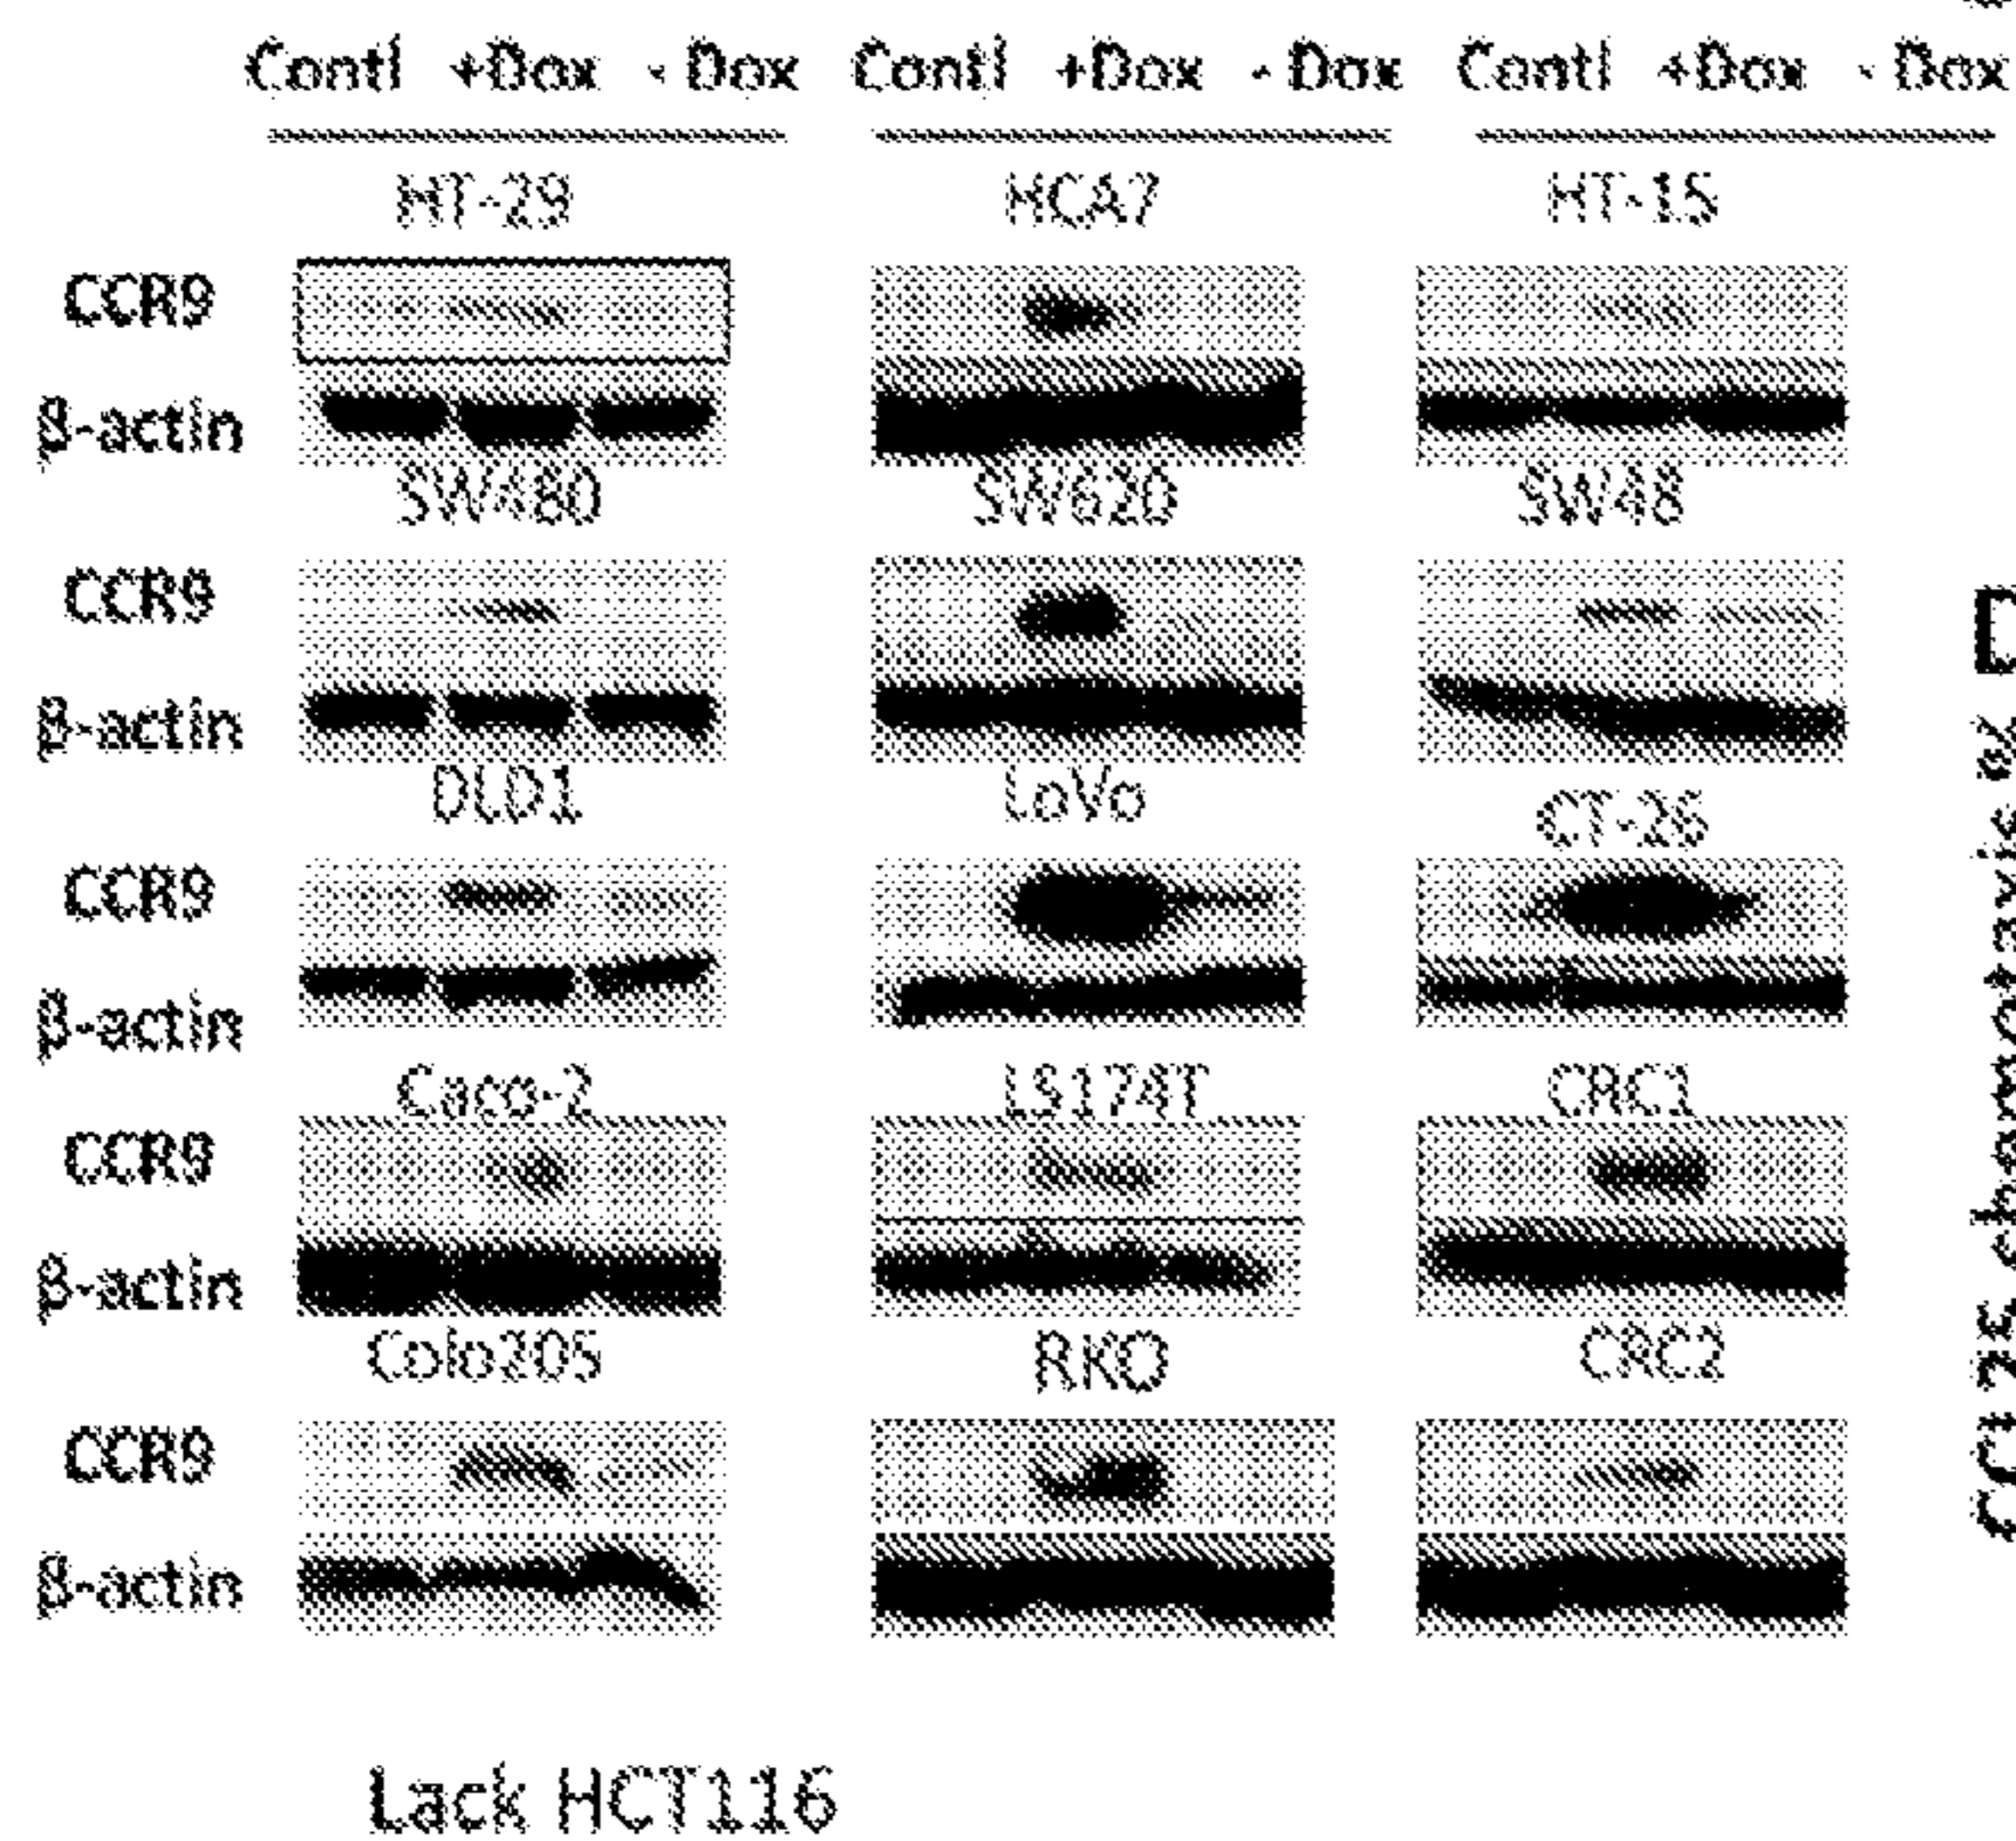 Contl +Dox - Dox Contl +Dox - Dox Contl +Dox - Dox
HT-29 HCA7 HT-15
CCR9
β-actin
SW480 SW620 SW48
CCR9
β-actin
DLD1 LoVo CT-26
CCR9
β-actin
Caco-2 LS174T CRC1
CCR9
β-actin
Colo205 RKO CRC2
CCR9
β-actin
Lack HCT116
CCL25 chemotaxis %